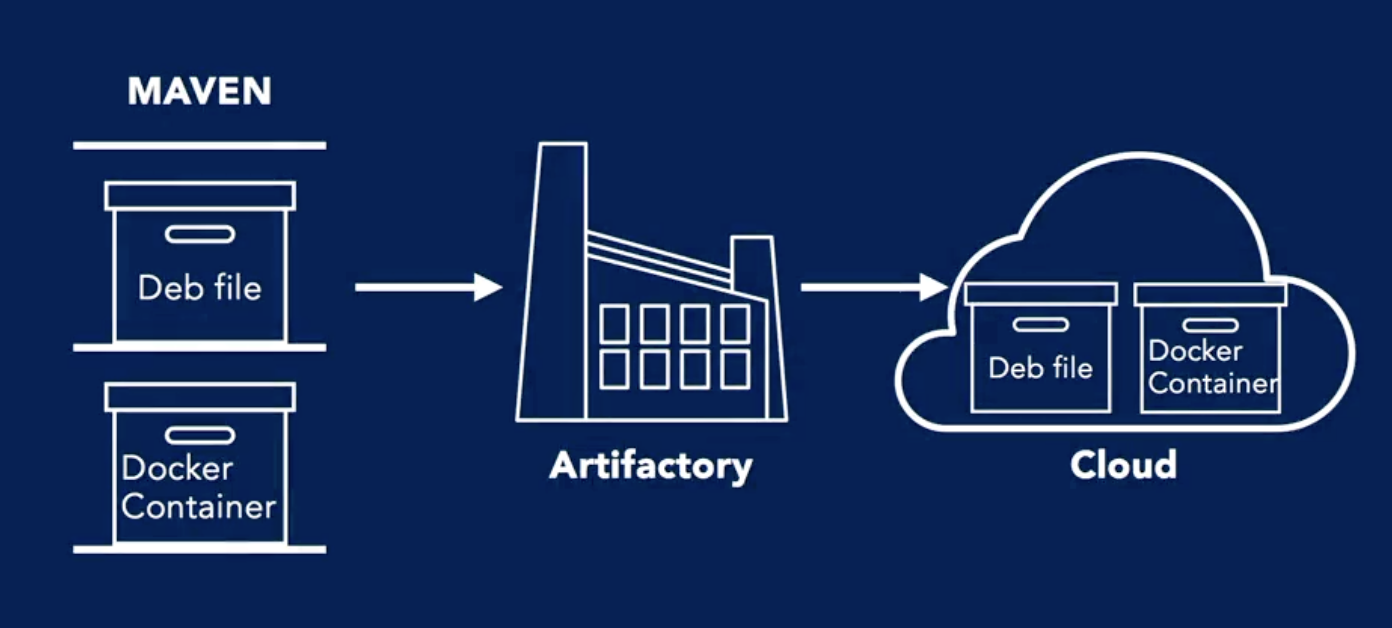 MAVEN
Deb file
Docker
Container
Artifactory
Deb file
Docker
Container
Cloud